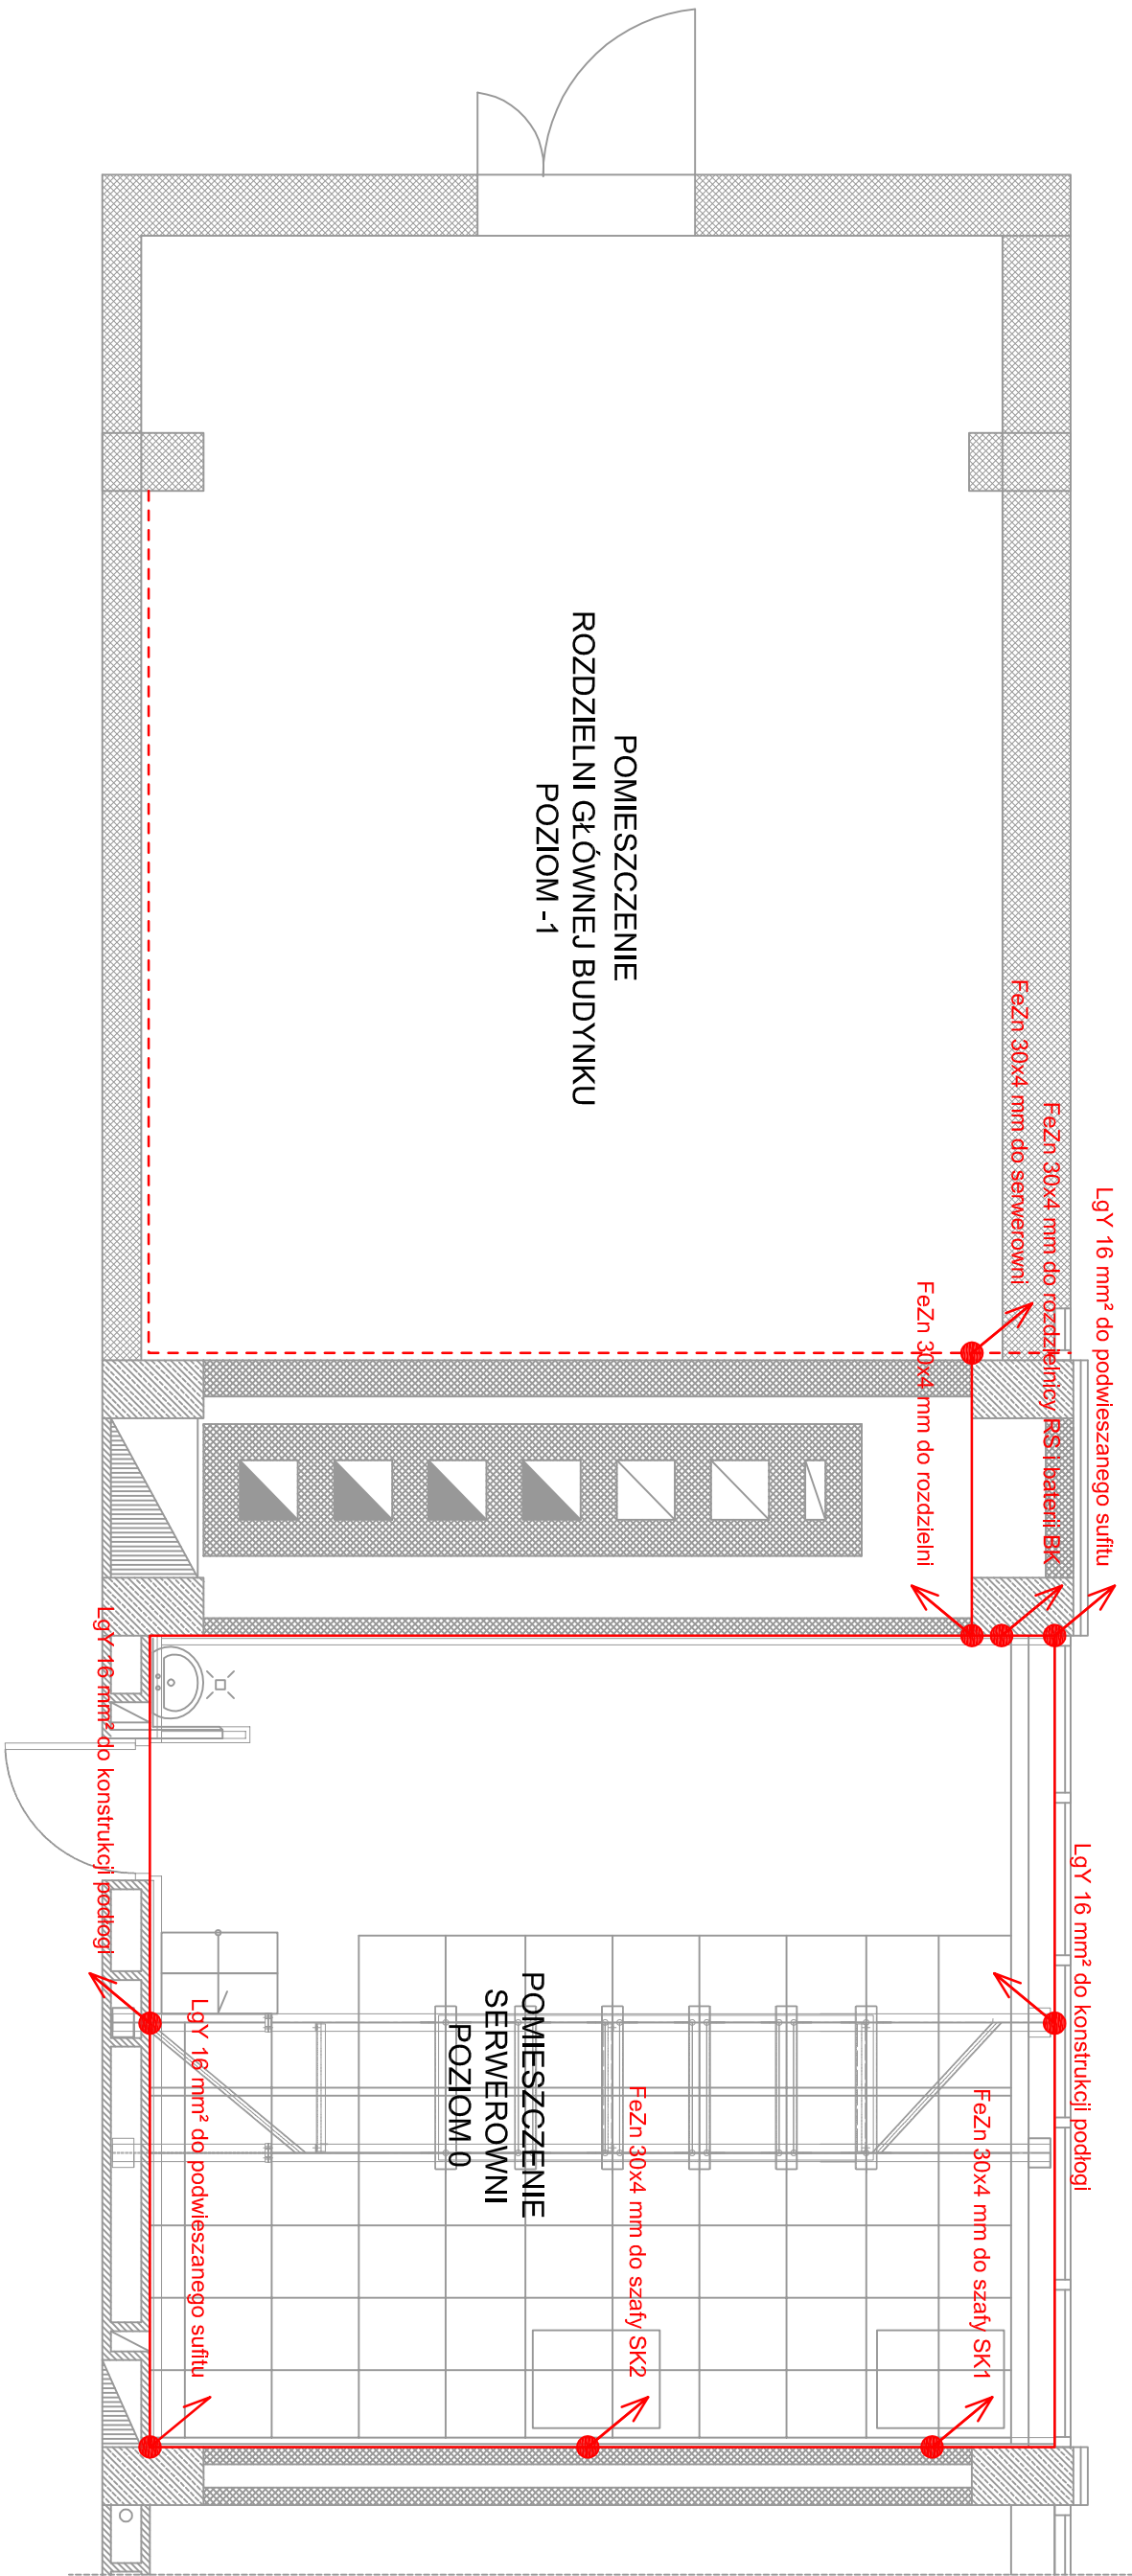 POMIESZCZENIE
ROZDZIELNI GŁÓWNEJ BUDYNKU
POZIOM -1
LgY 16 mm² do podwieszanego sufitu
FeZn 30x4 mm do rozdzielnicy RS i baterii BK
FeZn 30x4 mm do serwerowni
FeZn 30x4 mm do rozdzielni
LgY 16 mm² do konstrukcji podłogi
LgY 16 mm² do konstrukcji podłogi
POMIESZCZENIE
SERWEROWNI
POZIOM 0
FeZn 30x4 mm do szafy SK1
FeZn 30x4 mm do szafy SK2
LgY 16 mm² do podwieszanego sufitu